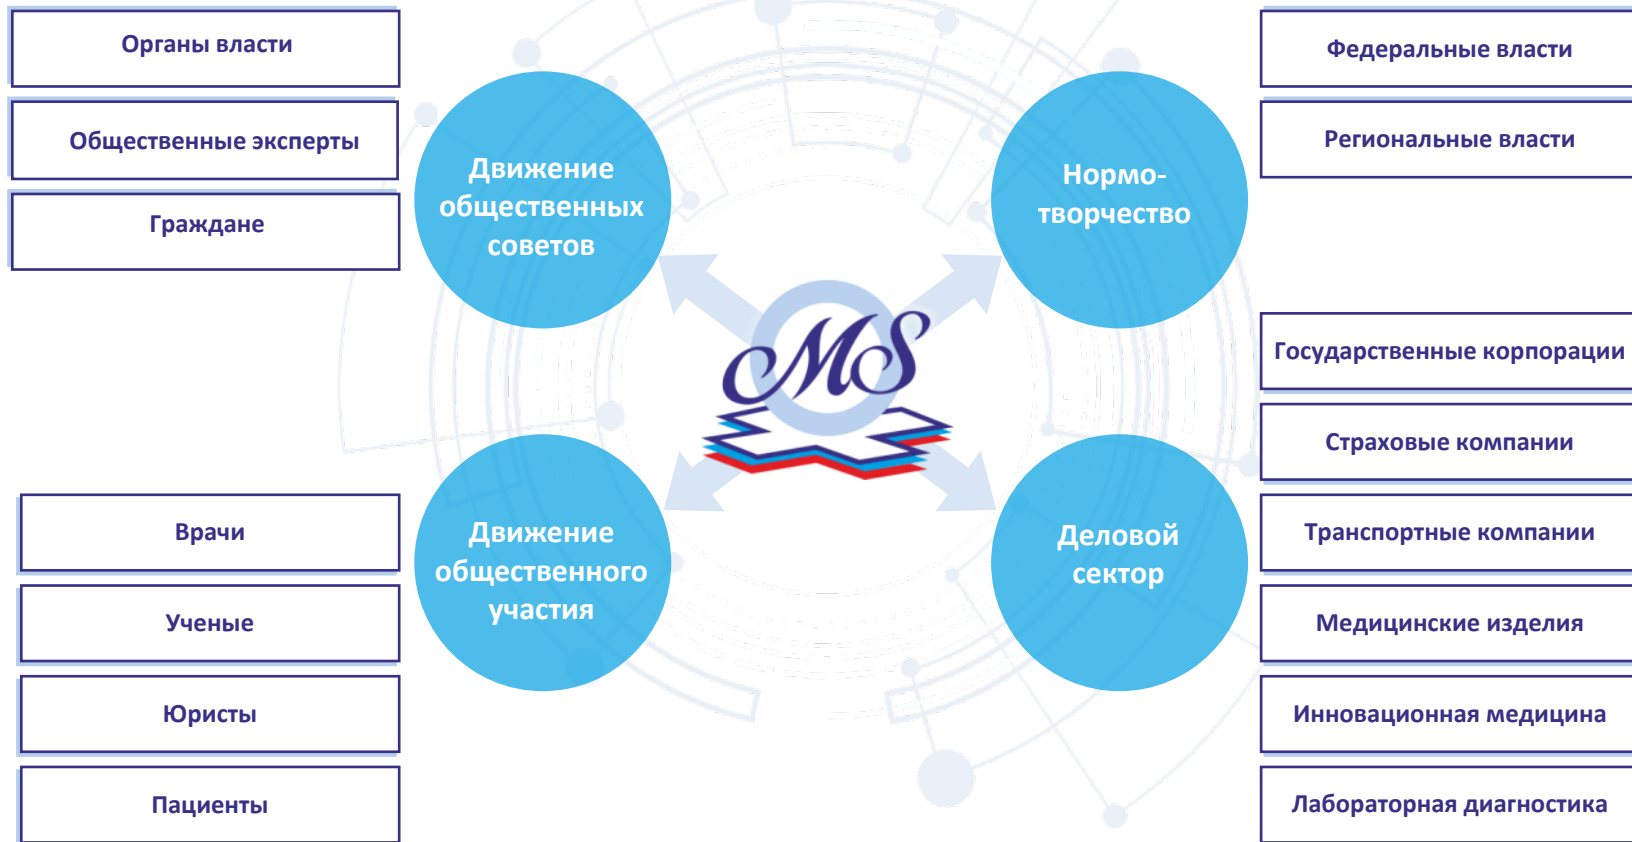 Органы власти
Общественные эксперты
Граждане
Движение
общественных
советов
Нормо-
творчество
Федеральные власти
Региональные власти
MS
Врачи
Ученые
Юристы
Пациенты
Движение
общественного
участия
Деловой
сектор
Государственные корпорации
Страховые компании
Транспортные компании
Медицинские изделия
Инновационная медицина
Лабораторная диагностика